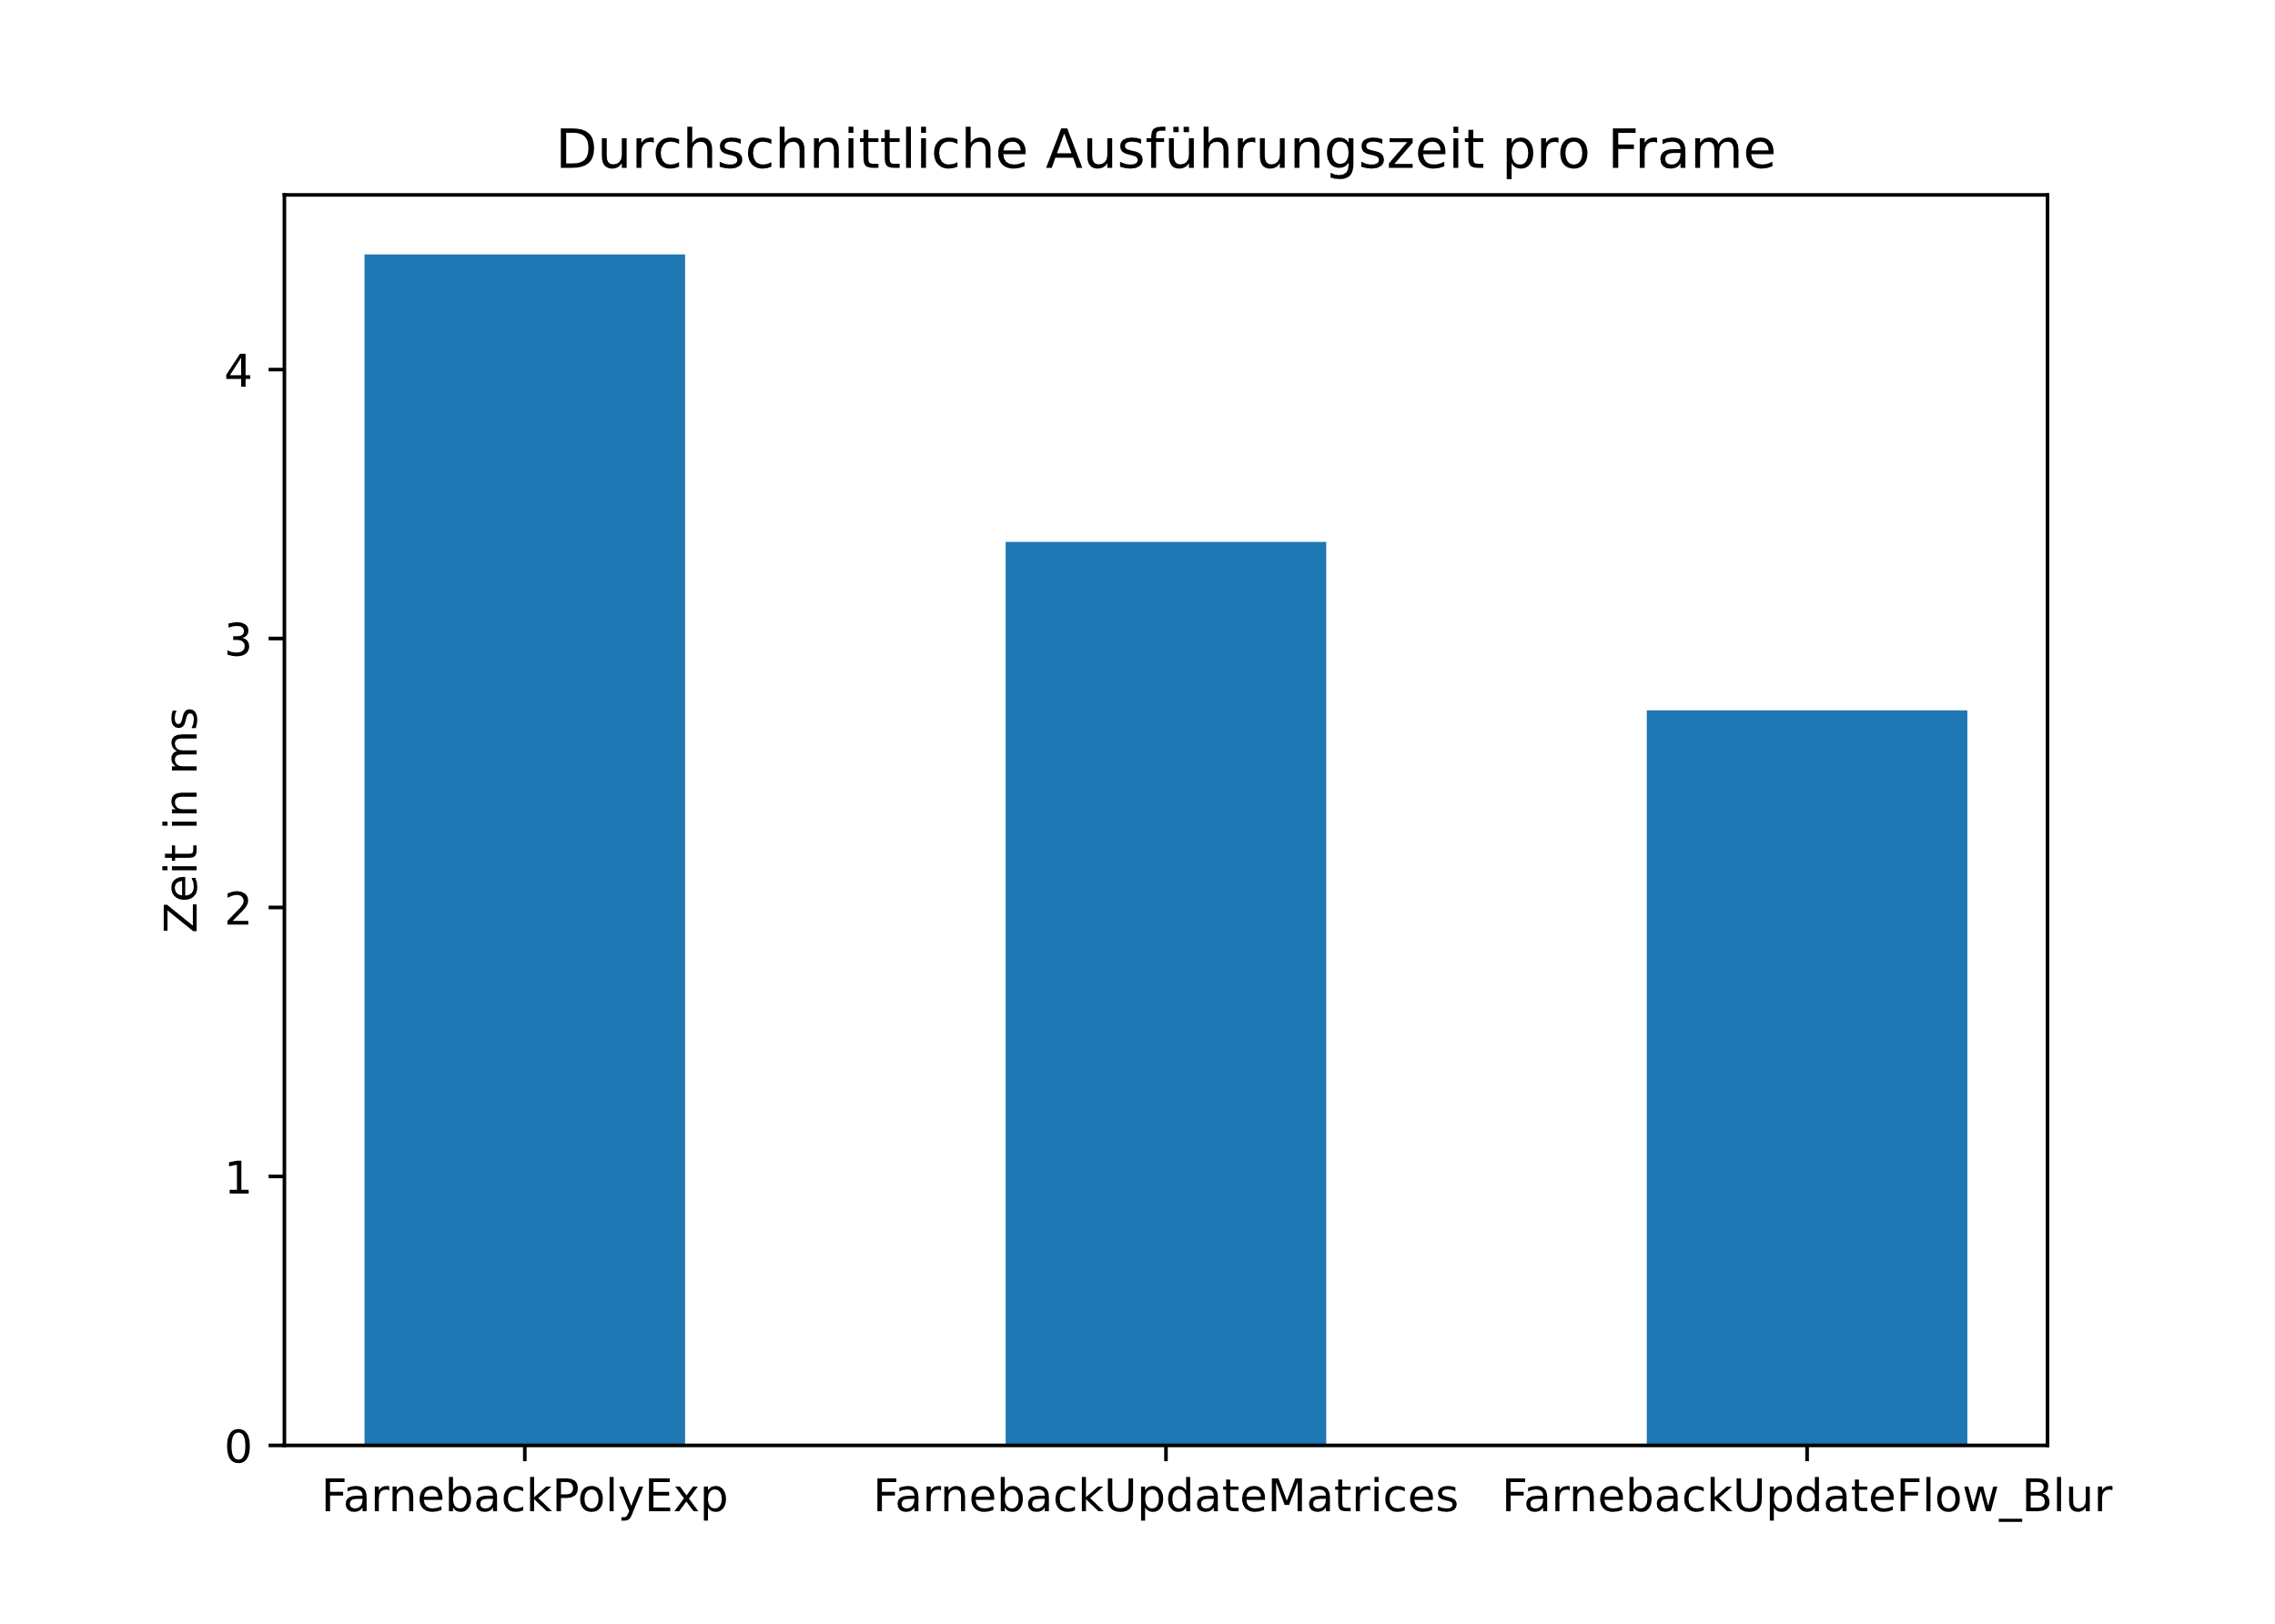 Durchschnittliche Ausführungszeit pro Frame
Zeit in ms
4
3
2
1
0
FarnebackPolyExp FarnebackUpdateMatrices FarnebackUpdateFlow_Blur